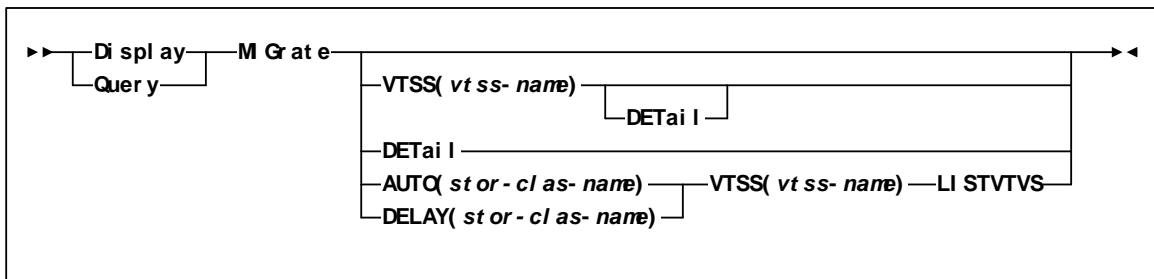 Display MIGrate
Query VTSS(vtss-name)
DETail
DETail
AUTO(stor-clas-name) VTSS(vtss-name) LISTVTVS
DELAY(stor-clas-name)